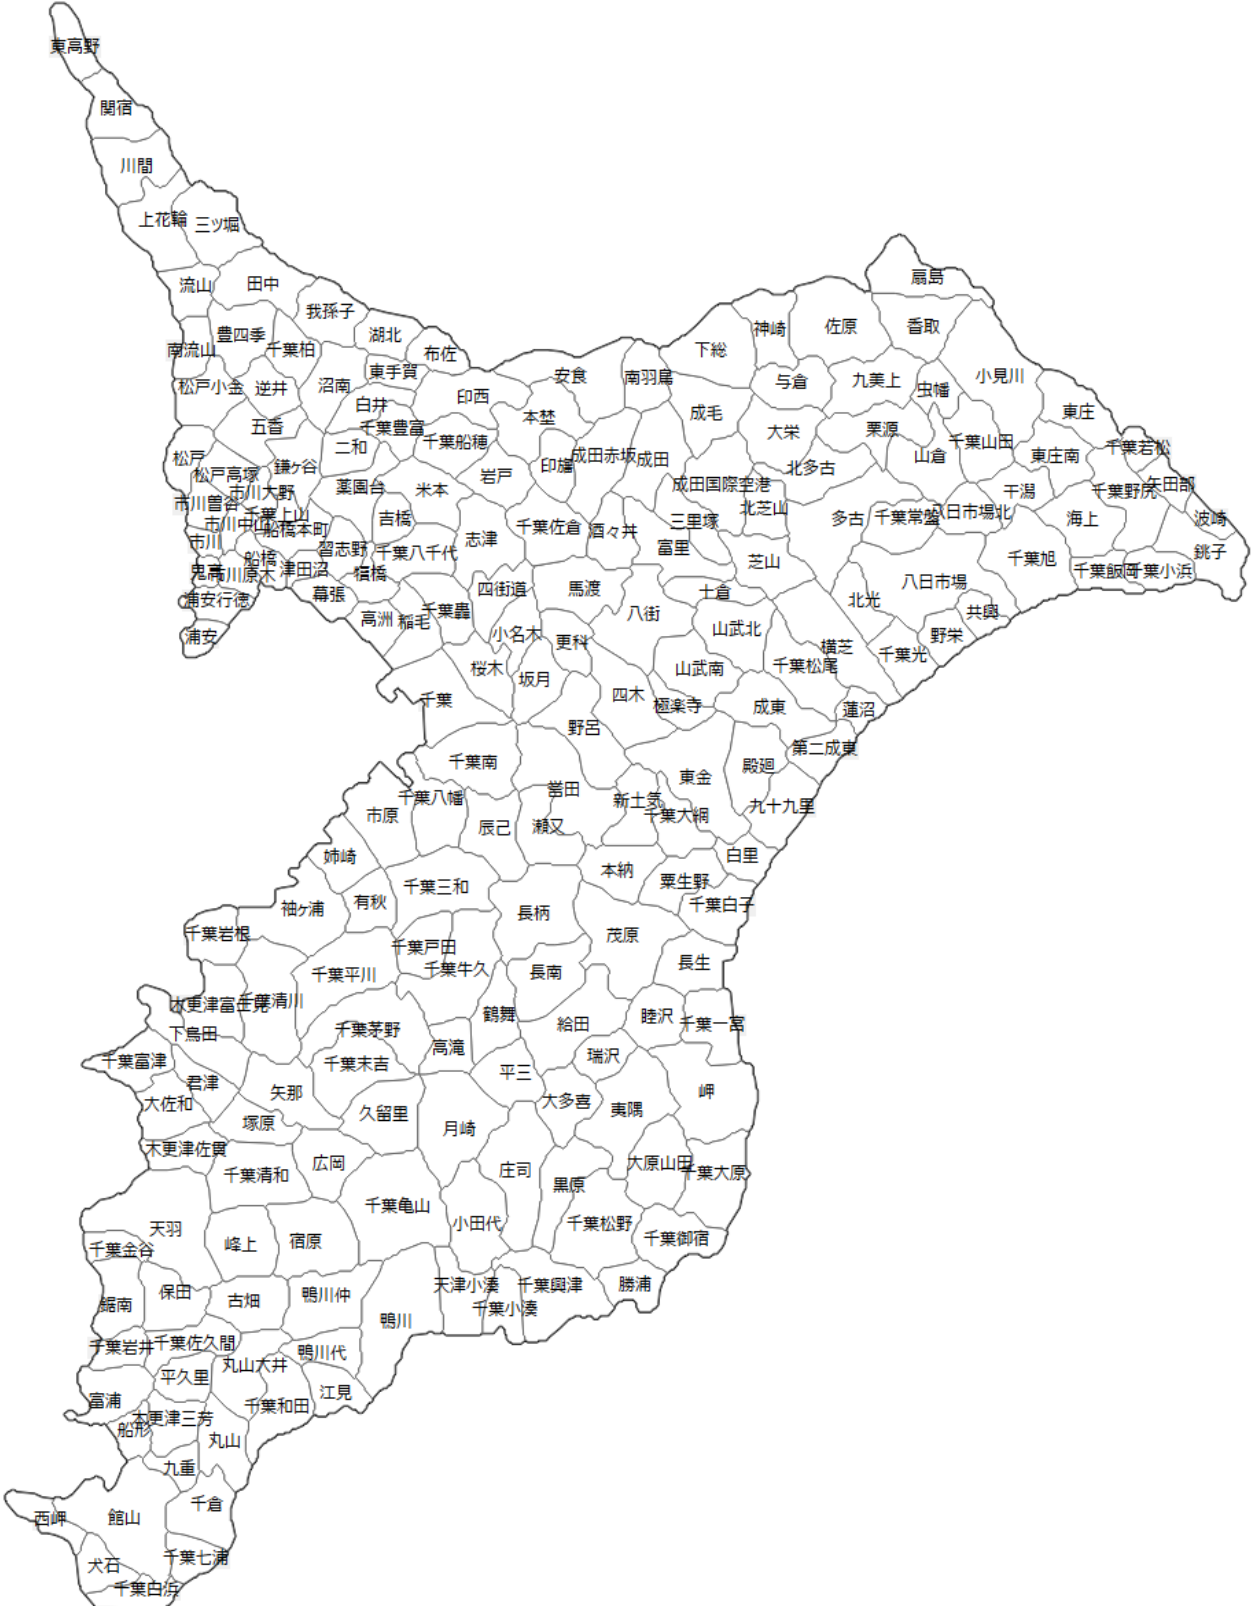 東高野
関宿
川間
上花輪
三ツ堀
流山
田中
扇島
我孫子
神崎
佐原
香取
豊四季
湖北
南流山
千葉柏
布佐
下総
東手賀
安食
南羽鳥
小見川
松戸小金
逆井
沼南
与倉
九美上
虫幡
印西
白井
東庄
成毛
本埜
五香
千葉豊富
大栄
栗源
千葉山田
二和
千葉船穂
千葉若松
松戸
成田赤坂
成田
山倉
東庄南
鎌ヶ谷
印旛
北多古
松戸高塚
岩戸
成田国際空港
矢田部
市川大野
薬園台
米本
干潟
千葉野尻
市川曽谷
千葉上山
北芝山
吉橋
三里塚
多古
千葉常盤
八日市場北
海上
波崎
市川中山
船橋本町
千葉佐倉
酒々井
市川
志津
習志野
千葉八千代
富里
銚子
船橋
芝山
千葉旭
鬼高
市川原木
津田沼
犢橋
千葉飯岡
千葉小浜
八日市場
四街道
馬渡
幕張
十倉
浦安行徳
北光
千葉轟
八街
共興
高洲
稲毛
山武北
浦安
小名木
更科
野栄
横芝
千葉光
桜木
山武南
千葉松尾
坂月
四木
千葉
極楽寺
成東
蓮沼
野呂
第二成東
千葉南
殿廻
東金
誉田
千葉八幡
新土気
九十九里
市原
千葉大網
辰己
瀬又
姉崎
白里
本納
千葉三和
粟生野
有秋
千葉白子
袖ヶ浦
長柄
千葉岩根
茂原
千葉戸田
長生
千葉牛久
長南
千葉平川
千葉清川
木更津富士見
鶴舞
睦沢
給田
千葉一宮
千葉茅野
下烏田
高滝
瑞沢
千葉富津
千葉末吉
平三
君津
矢那
岬
大佐和
大多喜
夷隅
久留里
塚原
月崎
木更津佐貫
広岡
大原山田
庄司
千葉大原
千葉清和
黒原
千葉亀山
小田代
千葉松野
天羽
千葉御宿
峰上
宿原
千葉金谷
天津小湊
千葉興津
勝浦
保田
鴨川仲
古畑
鋸南
千葉小湊
鴨川
千葉岩井
千葉佐久間
鴨川代
丸山大井
平久里
江見
富浦
千葉和田
木更津三芳
船形
丸山
九重
千倉
西岬
館山
千葉七浦
犬石
千葉白浜